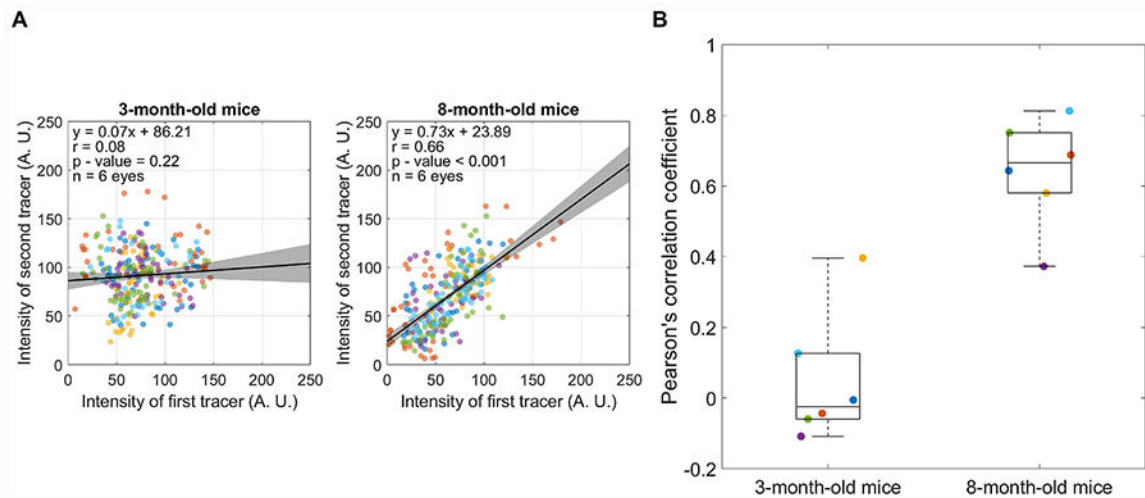 A
3-month-old mice
y = 0.07x + 86.21
r = 0.08
p - value = 0.22
n = 6 eyes
250
200
150
100
50
0
0 50 100 150 200 250
Intensity of second tracer (A. U.)
Intensity of first tracer (A. U.)
8-month-old mice
y = 0.73x + 23.89
r = 0.66
p - value < 0.001
n = 6 eyes
250
200
150
100
50
0
0 50 100 150 200 250
Intensity of second tracer (A. U.)
Intensity of first tracer (A. U.)
B
Pearson's correlation coefficient
1
0.8
0.6
0.4
0.2
0
-0.2
3-month-old mice 8-month-old mice